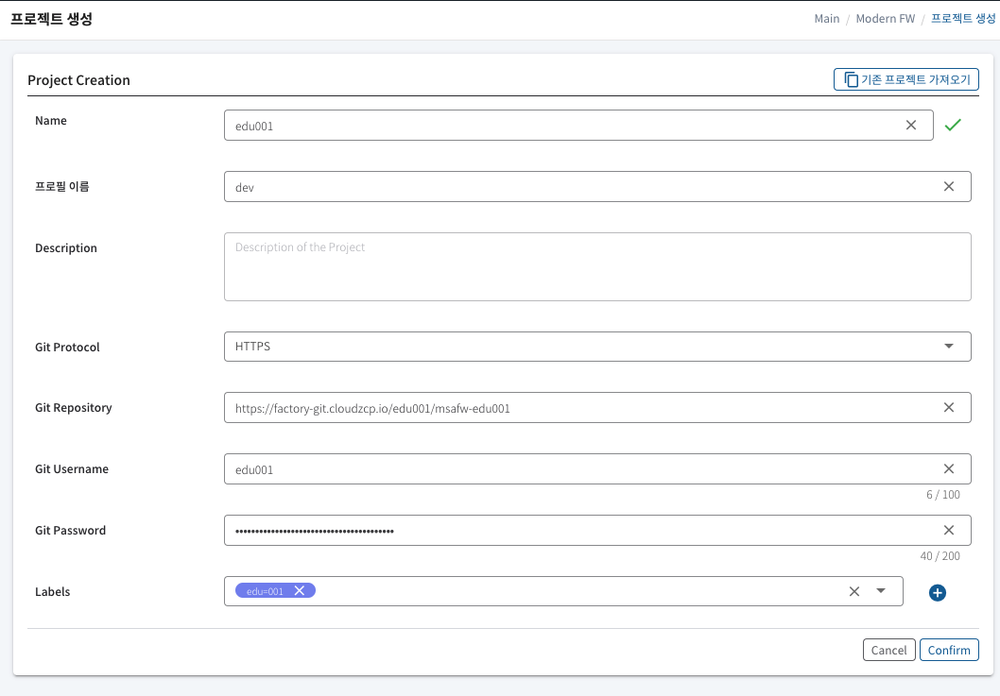 프로젝트 생성
Main / Modern FW / 프로젝트 생성
Project Creation
기존 프로젝트 가져오기
Name
edu001
프로필 이름
dev
Description
Description of the Project
Git Protocol
HTTPS
Git Repository
https://factory-git.cloudzcp.io/edu001/msafw-edu001
Git Username
edu001
6 / 100
Git Password
••••••••••••••••••••••••••••••••••••••••
40 / 200
Labels
edu=001
Cancel
Confirm